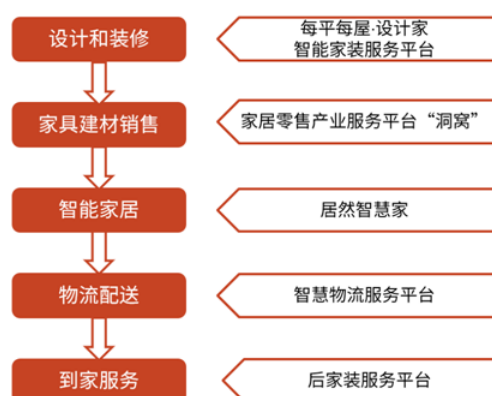 设计和装修
每平每屋·设计家
智能家装服务平台
家具建材销售
家居零售产业服务平台“洞窝”
智能家居
居然智慧家
物流配送
智慧物流服务平台
到家服务
后家装服务平台